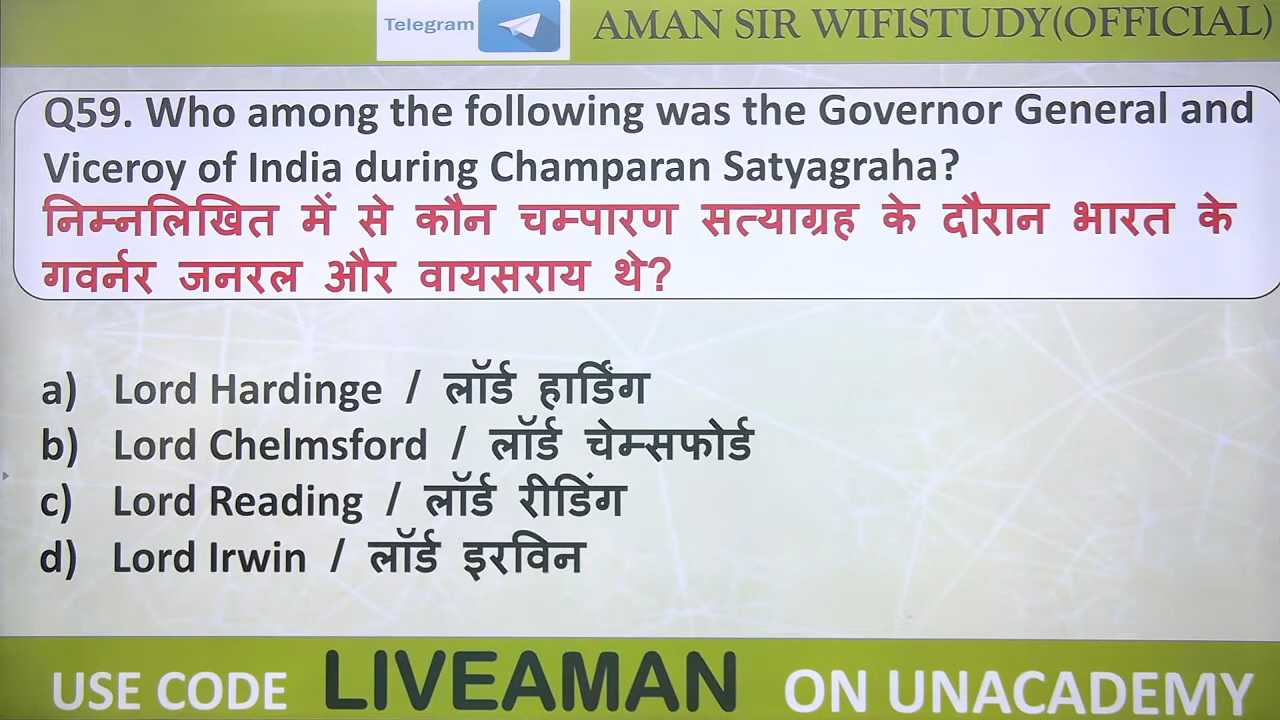 Telegram
AMAN SIR WIFISTUDY(OFFICIAL)
Q59. Who among the following was the Governor General and
Viceroy of India during Champaran Satyagraha?
निम्नलिखित में से कौन चम्पारण सत्याग्रह के दौरान भारत के
गवर्नर जनरल और वायसराय थे?
a) Lord Hardinge / लॉर्ड हार्डिंग
b) Lord Chelmsford / लॉर्ड चेम्सफोर्ड
c) Lord Reading / लॉर्ड रीडिंग
d) Lord Irwin / लॉर्ड इरविन
USE CODE LIVEAMAN ON UNACADEMY